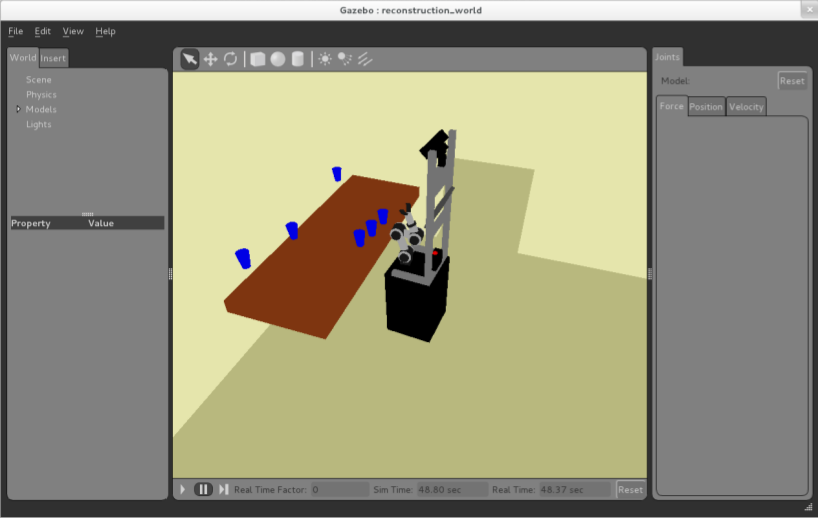 Gazebo : reconstruction_world
File Edit View Help
World Insert
Joints
Scene
Physics
Models
Lights
Model: Reset
Force Position Velocity
Property Value
Real Time Factor: 0 Sim Time: 48.80 sec Real Time: 48.37 sec Reset